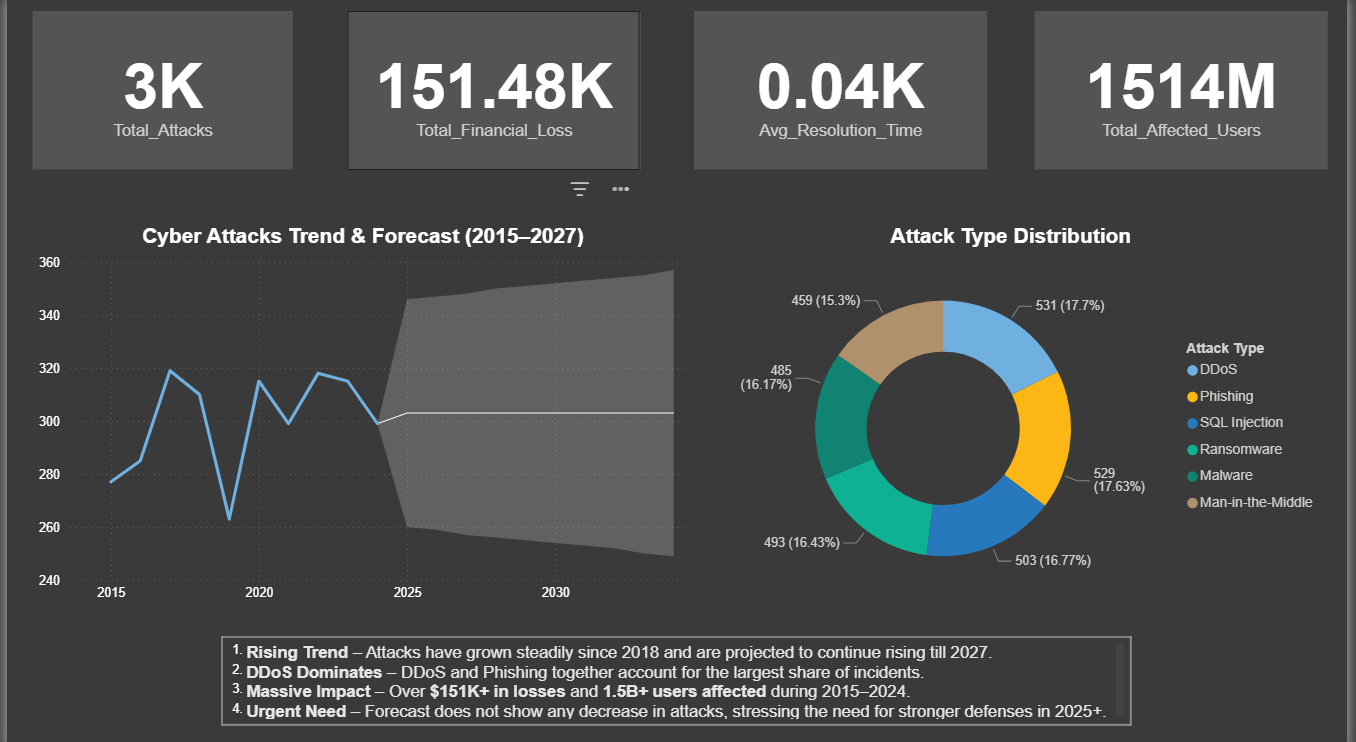 3K
Total_Attacks
151.48K
Total_Financial_Loss
0.04K
Avg_Resolution_Time
1514M
Total_Affected_Users
Cyber Attacks Trend & Forecast (2015–2027)
360
340
320
300
280
260
240
2015
2020
2025
2030
Attack Type Distribution
459 (15.3%)
531 (17.7%)
485
(16.17%)
529
(17.63%)
493 (16.43%)
503 (16.77%)
Attack Type
DDoS
Phishing
SQL Injection
Ransomware
Malware
Man-in-the-Middle
1. Rising Trend – Attacks have grown steadily since 2018 and are projected to continue rising till 2027.
2. DDoS Dominates – DDoS and Phishing together account for the largest share of incidents.
3. Massive Impact – Over $151K+ in losses and 1.5B+ users affected during 2015–2024.
4. Urgent Need – Forecast does not show any decrease in attacks, stressing the need for stronger defenses in 2025+.